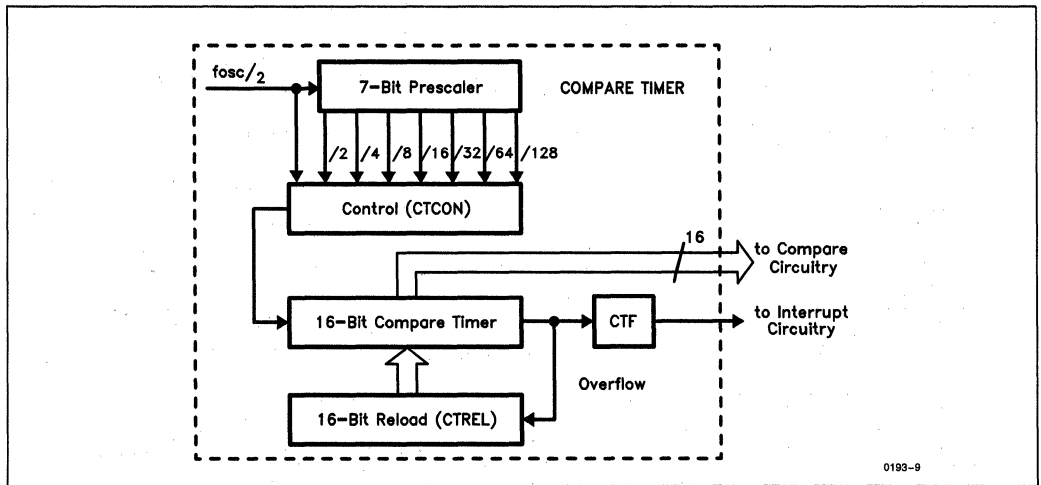 fosc/2
7-Bit Prescaler
COMPARE TIMER
/2 /4 /8 /16 /32 /64 /128
Control (CTCON)
16
to Compare
Circuitry
16-Bit Compare Timer
CTF
to Interrupt
Circuitry
Overflow
16-Bit Reload (CTREL)
0193-9